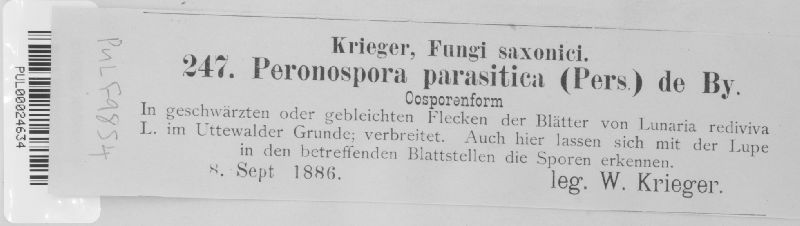 PUL00024634
PUL F9854
Krieger, Fungi saxonici.
247. Peronospora parasitica (Pers.) de By.
Oosporenform
In geschwärzten oder gebleichten Flecken der Blätter von Lunaria rediviva
L. im Uttewalder Grunde; verbreitet. Auch hier lassen sich mit der Lupe
in den betreffenden Blattstellen die Sporen erkennen.
8. Sept 1886.
leg. W. Krieger.